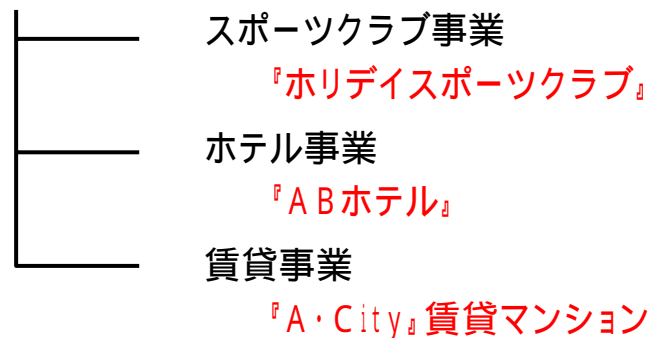 スポーツクラブ事業
『ホリデイスポーツクラブ』
ホテル事業
『ABホテル』
賃貸事業
『A・City』賃貸マンション